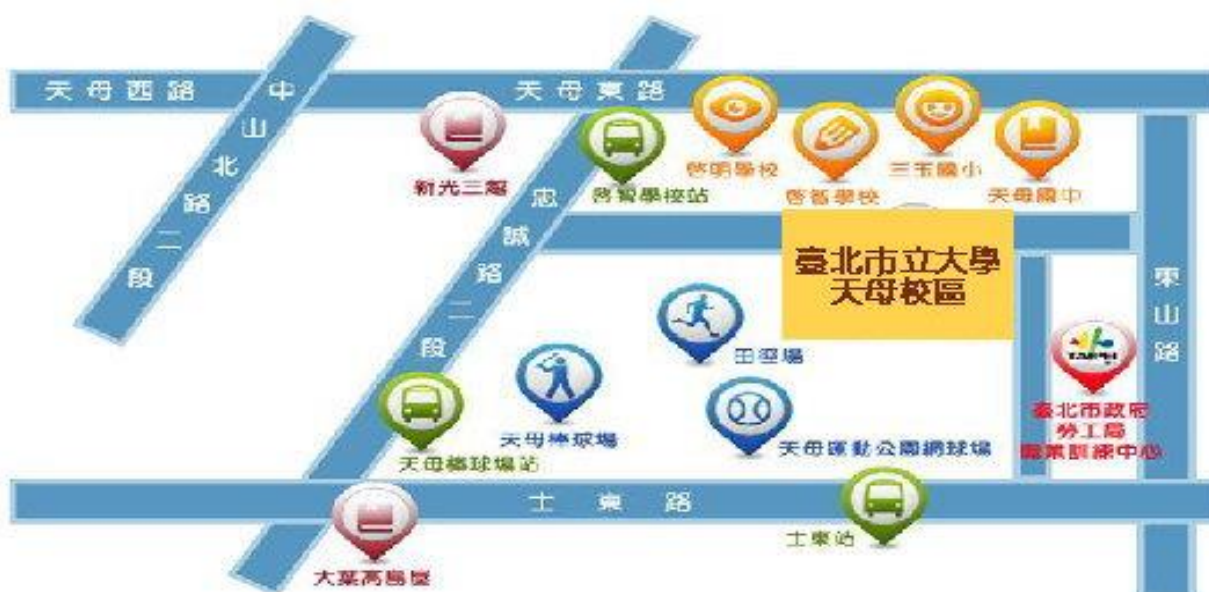 天母西路
天母東路
中山北路二段
新光三越
啓智學校站
啓明學校
啓智學校
三玉國小
天母國中
忠誠路二段
臺北市立大學
天母校區
東山路
田徑場
TAIPEI
天母棒球場
天母棒球場站
天母運動公園網球場
臺北市政府
勞工局
職業訓練中心
士東路
士東站
大葉高島屋